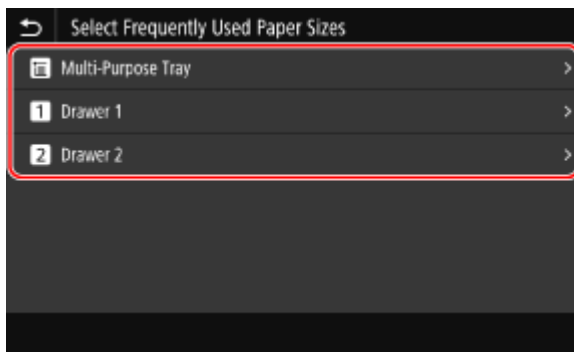 Select Frequently Used Paper Sizes
Multi-Purpose Tray
1 Drawer 1
2 Drawer 2